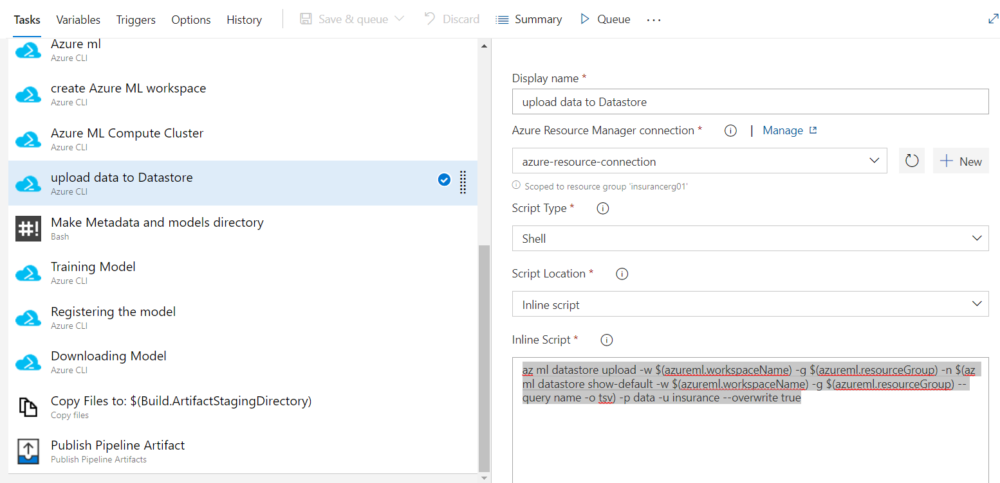 Tasks Variables Triggers Options History Save & queue Discard Summary Queue ...
Azure ml
Azure CLI
create Azure ML workspace
Azure CLI
Azure ML Compute Cluster
Azure CLI
upload data to Datastore
Azure CLI
#! Make Metadata and models directory
Bash
Training Model
Azure CLI
Registering the model
Azure CLI
Downloading Model
Azure CLI
Copy Files to: $(Build.ArtifactStagingDirectory)
Copy files
Publish Pipeline Artifact
Publish Pipeline Artifacts
Display name *
upload data to Datastore
Azure Resource Manager connection * | Manage
azure-resource-connection
New
Scoped to resource group 'insurancerg01'
Script Type *
Shell
Script Location *
Inline script
Inline Script *
az ml datastore upload -w $(azureml.workspaceName) -g $(azureml.resourceGroup) -n $(az
ml datastore show-default -w $(azureml.workspaceName) -g $(azureml.resourceGroup) --
query name -o tsv) -p data -u insurance --overwrite true